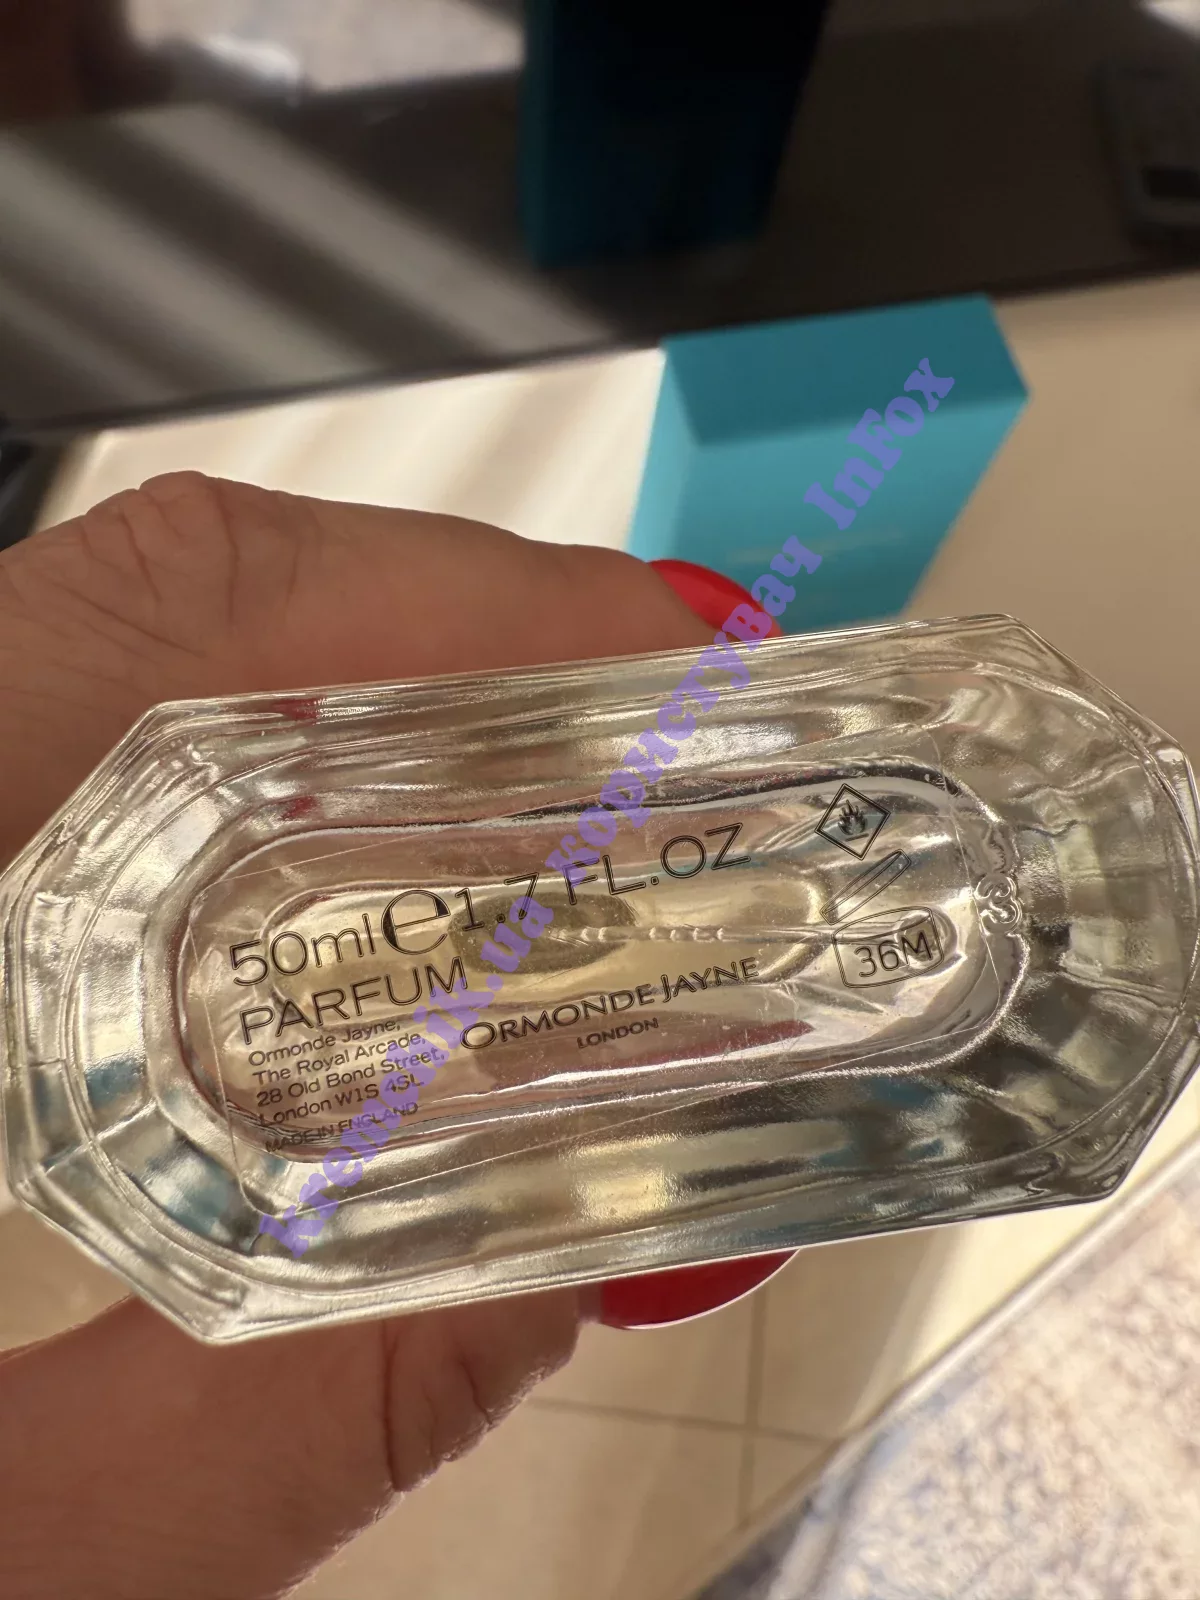 50ml e 1.7 FL.OZ
PARFUM
Ormonde Jayne,
The Royal Arcade,
28 Old Bond Street,
London W1S 4SL
MADE IN ENGLAND
ORMONDE JAYNE
LONDON
36M
kremenik.ua користувач InFox